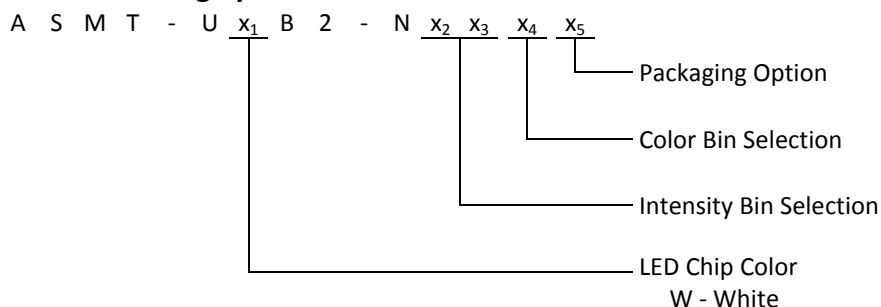 A S M T - U x₁ B 2 - N x₂ x₃ x₄ x₅
Packaging Option
Color Bin Selection
Intensity Bin Selection
LED Chip Color
W - White